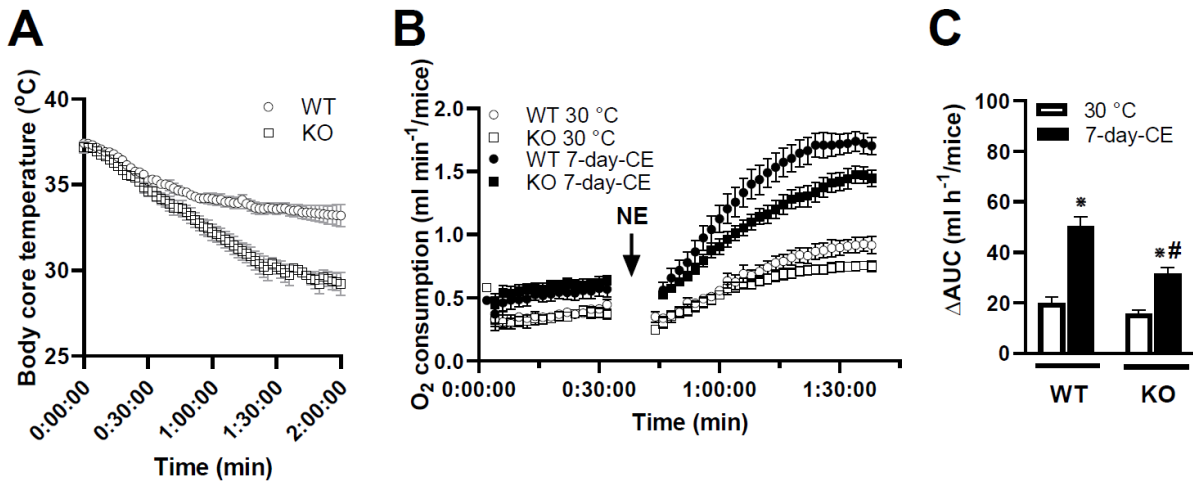 A
Body core temperature (°C)
40
35
30
25
WT
KO
0:00:00
0:30:00
1:00:00
1:30:00
2:00:00
Time (min)
B
O₂ consumption (ml min⁻¹/mice)
2.0
1.5
1.0
0.5
0.0
WT 30 °C
KO 30 °C
WT 7-day-CE
KO 7-day-CE
NE
0:00:00
0:30:00
1:00:00
1:30:00
Time (min)
C
△AUC (ml h⁻¹/mice)
100
80
60
40
20
0
30 °C
7-day-CE
※
※#
WT
KO